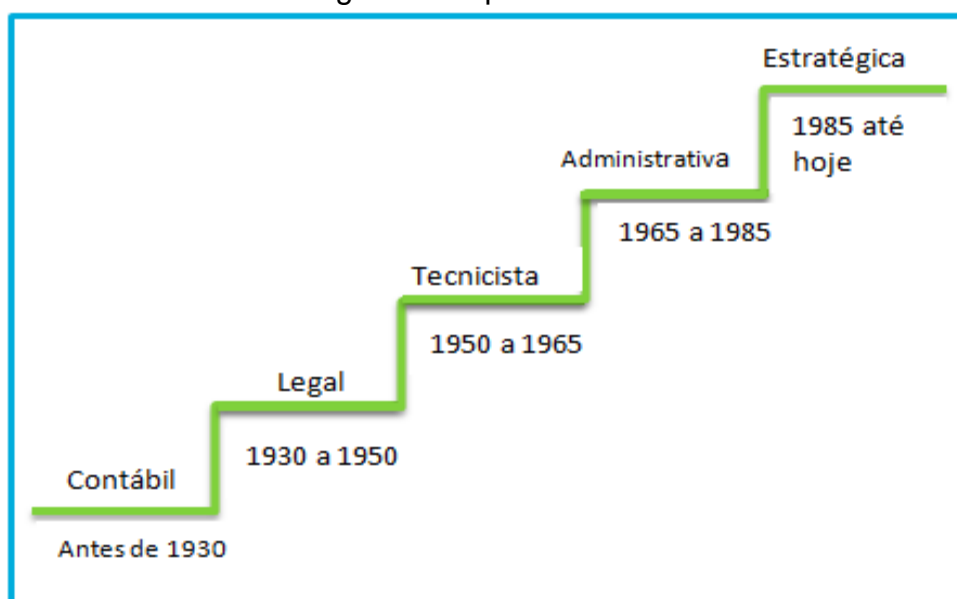 Estratégica
1985 até
hoje
Administrativa
1965 a 1985
Tecnicista
1950 a 1965
Legal
1930 a 1950
Contábil
Antes de 1930